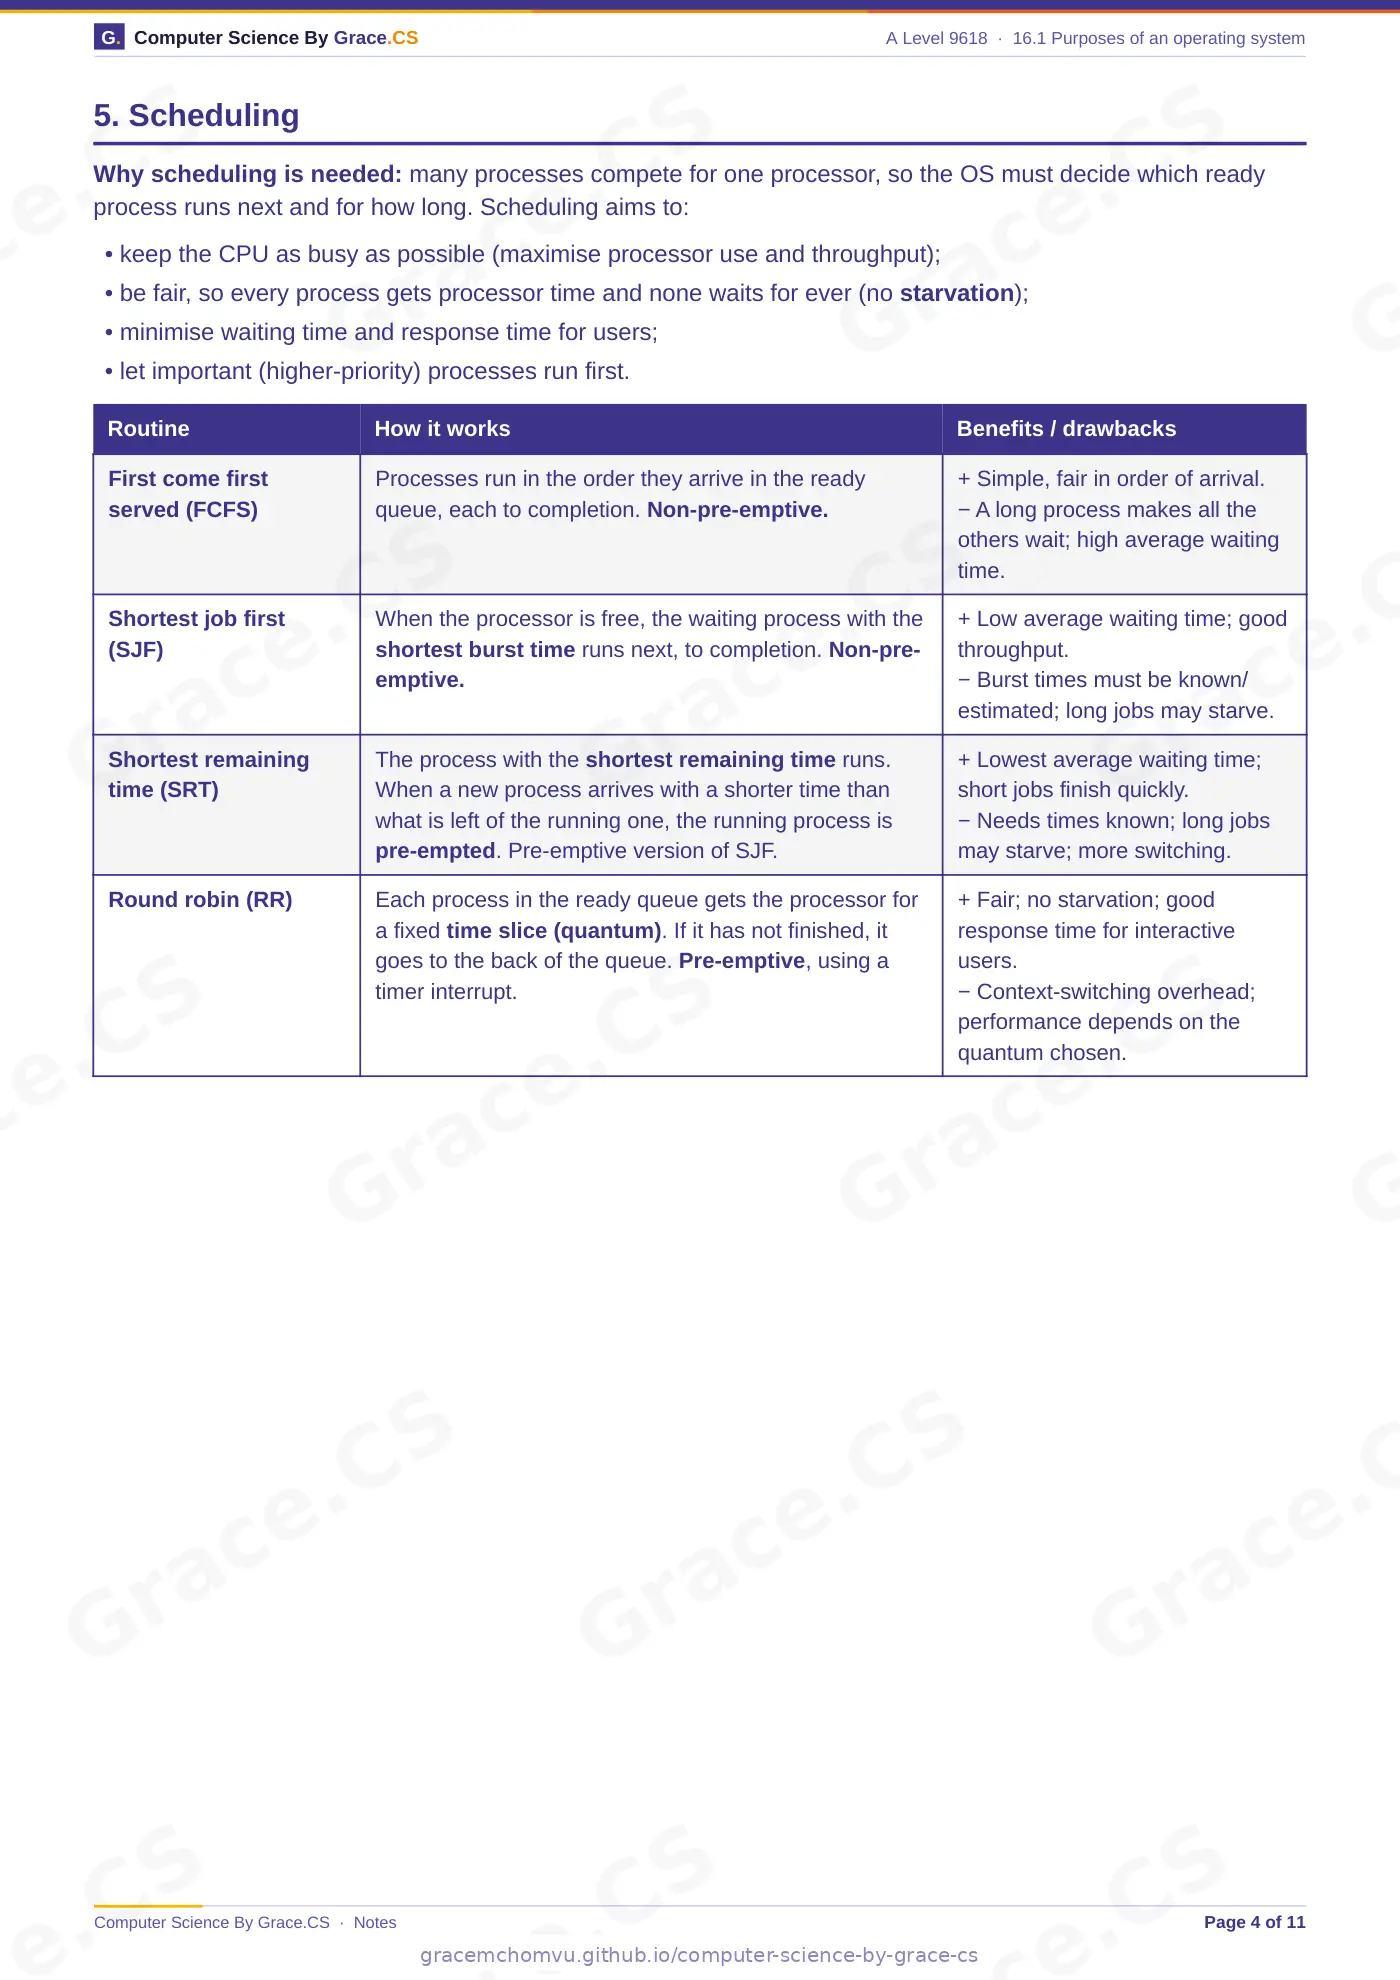 G. Computer Science By Grace.CS
A Level 9618 · 16.1 Purposes of an operating system
5. Scheduling
Why scheduling is needed: many processes compete for one processor, so the OS must decide which ready
process runs next and for how long. Scheduling aims to:
• keep the CPU as busy as possible (maximise processor use and throughput);
• be fair, so every process gets processor time and none waits for ever (no starvation);
• minimise waiting time and response time for users;
• let important (higher-priority) processes run first.
Routine
How it works
Benefits / drawbacks
First come first
served (FCFS)
Processes run in the order they arrive in the ready
queue, each to completion. Non-pre-emptive.
+ Simple, fair in order of arrival.
− A long process makes all the
others wait; high average waiting
time.
Shortest job first
(SJF)
When the processor is free, the waiting process with the
shortest burst time runs next, to completion. Non-pre-
emptive.
+ Low average waiting time; good
throughput.
− Burst times must be known/
estimated; long jobs may starve.
Shortest remaining
time (SRT)
The process with the shortest remaining time runs.
When a new process arrives with a shorter time than
what is left of the running one, the running process is
pre-empted. Pre-emptive version of SJF.
+ Lowest average waiting time;
short jobs finish quickly.
− Needs times known; long jobs
may starve; more switching.
Round robin (RR)
Each process in the ready queue gets the processor for
a fixed time slice (quantum). If it has not finished, it
goes to the back of the queue. Pre-emptive, using a
timer interrupt.
+ Fair; no starvation; good
response time for interactive
users.
− Context-switching overhead;
performance depends on the
quantum chosen.
Computer Science By Grace.CS · Notes
Page 4 of 11
gracemchomvu.github.io/computer-science-by-grace-cs